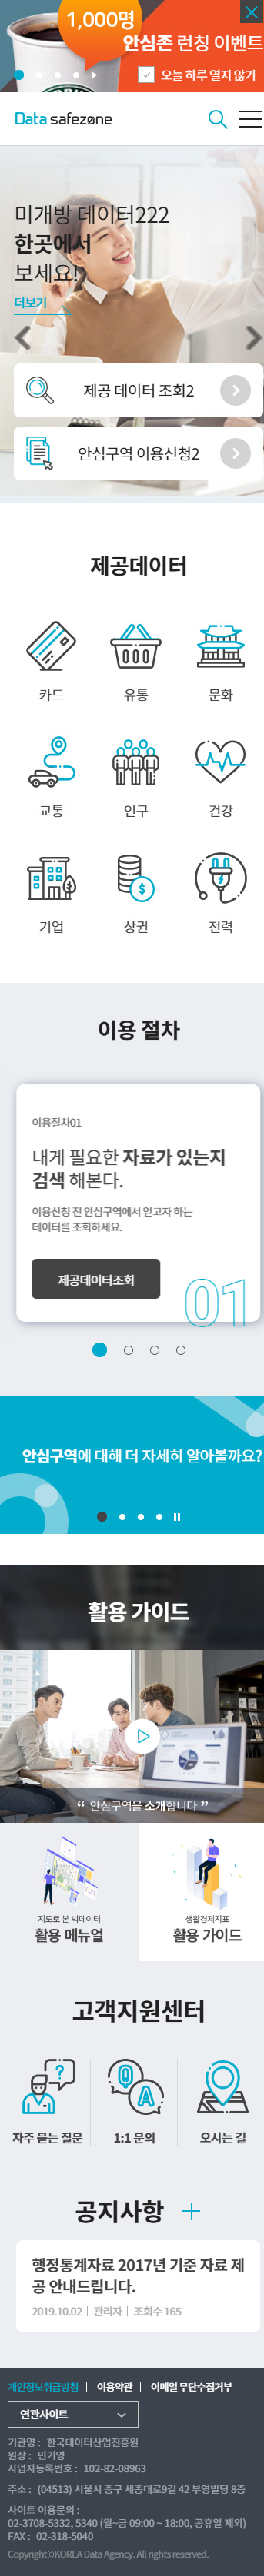 1,000명
안심존 런칭 이벤트
오늘 하루 열지 않기
Data safezone
미개방 데이터222
한곳에서
보세요!
더보기
제공 데이터 조회2
안심구역 이용신청2
제공데이터
카드 유통 문화
교통 인구 건강
기업 상권 전력
이용 절차
이용절차01
내게 필요한 자료가 있는지
검색 해본다.
이용신청 전 안심구역에서 얻고자 하는
데이터를 조회하세요.
제공데이터조회
01
안심구역에 대해 더 자세히 알아볼까요?
활용 가이드
“ 안심구역을 소개합니다 ”
지도로 본 빅데이터
활용 메뉴얼
생활경제지표
활용 가이드
고객지원센터
Q
A
자주 묻는 질문 1:1 문의 오시는 길
공지사항
행정통계자료 2017년 기준 자료 제
공 안내드립니다.
2019.10.02 | 관리자 | 조회수 165
개인정보취급방침 | 이용약관 | 이메일 무단수집거부
연관사이트
기관명 : 한국데이터산업진흥원
원장 : 민기영
사업자등록번호 : 102-82-08963
주소 : (04513) 서울시 중구 세종대로9길 42 부영빌딩 8층
사이트 이용문의 :
02-3708-5332, 5340 (월~금 09:00 ~ 18:00, 공휴일 제외)
FAX : 02-318-5040
Copyright©KOREA Data Agency. All rights reserved.